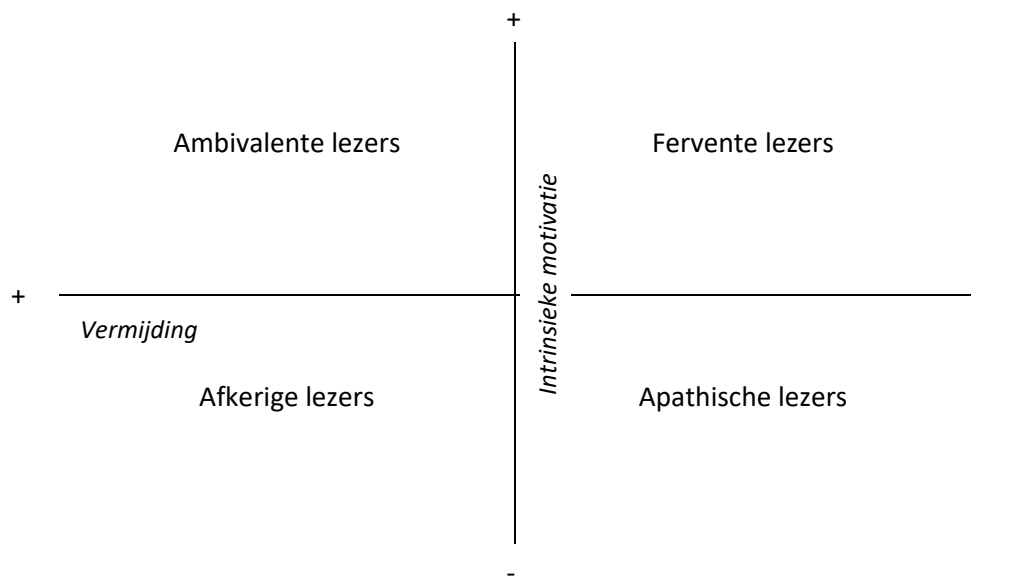 +
Ambivalente lezers
Fervente lezers
Intrinsieke motivatie
+
Vermijding
Afkerige lezers
Apathische lezers
-